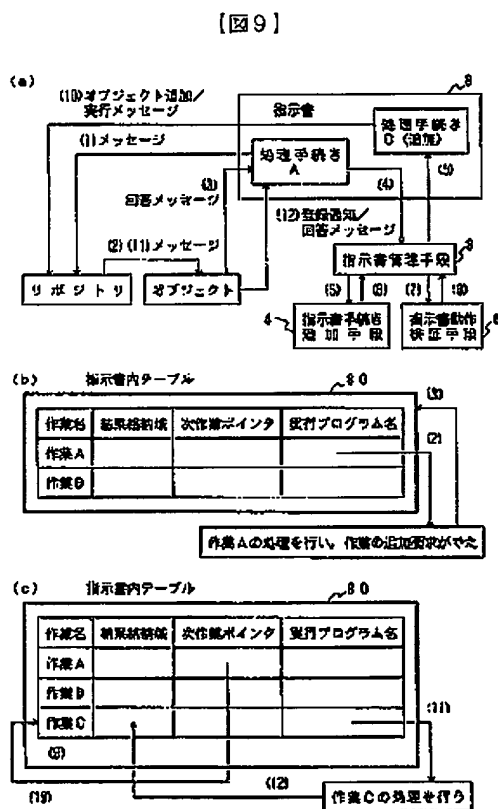 【図9】
(a)
(10)オブジェクト追加/
実行メッセージ
指示書
8
(1)メッセージ
処理手続き
A
処理手続き
C(追加)
(3)
回答メッセージ
(4)
(9)
(12)登録通知/
回答メッセージ
(2)(11)メッセージ
リポジトリ
オブジェクト
指示書管理手段
3
(5)
(6)
(7)
(8)
4
指示書手続き
追加手段
指示書動作
検証手段
(b)
指示書内テーブル
80
作業名 結果格納域 次作業ポインタ 実行プログラム名
作業A
作業B
(3)
(2)
作業Aの処理を行い、作業の追加要求がでた
(c)
指示書内テーブル
80
作業名 結果格納域 次作業ポインタ 実行プログラム名
作業A
作業B
作業C
(11)
(9)
(12)
作業Cの処理を行う